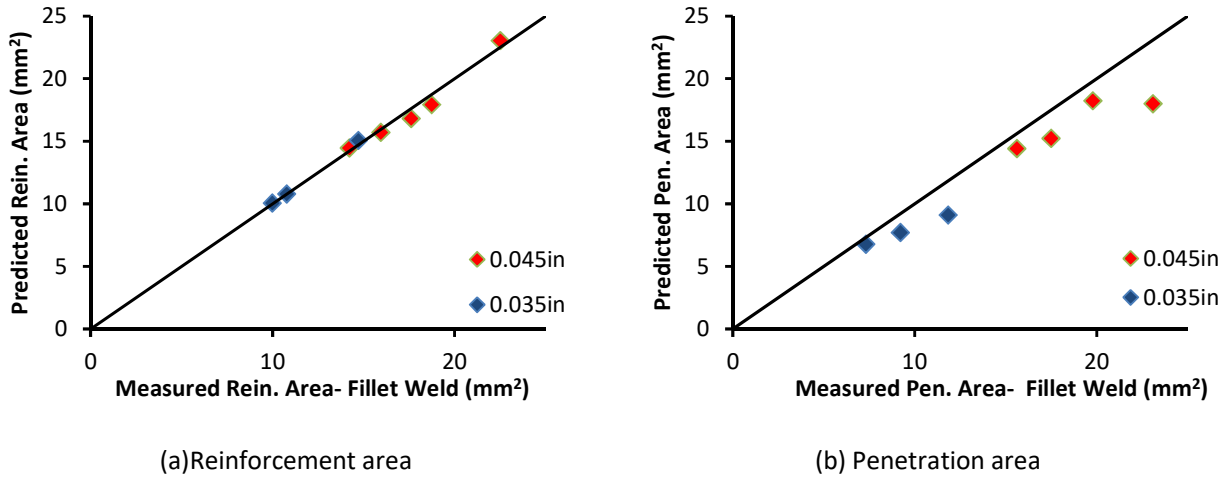 25
20
15
10
5
0
0
10
20
Predicted Rein. Area (mm²)
Measured Rein. Area- Fillet Weld (mm²)
0.045in
0.035in
(a)Reinforcement area
25
20
15
10
5
0
0
10
20
Predicted Pen. Area (mm²)
Measured Pen. Area- Fillet Weld (mm²)
0.045in
0.035in
(b) Penetration area